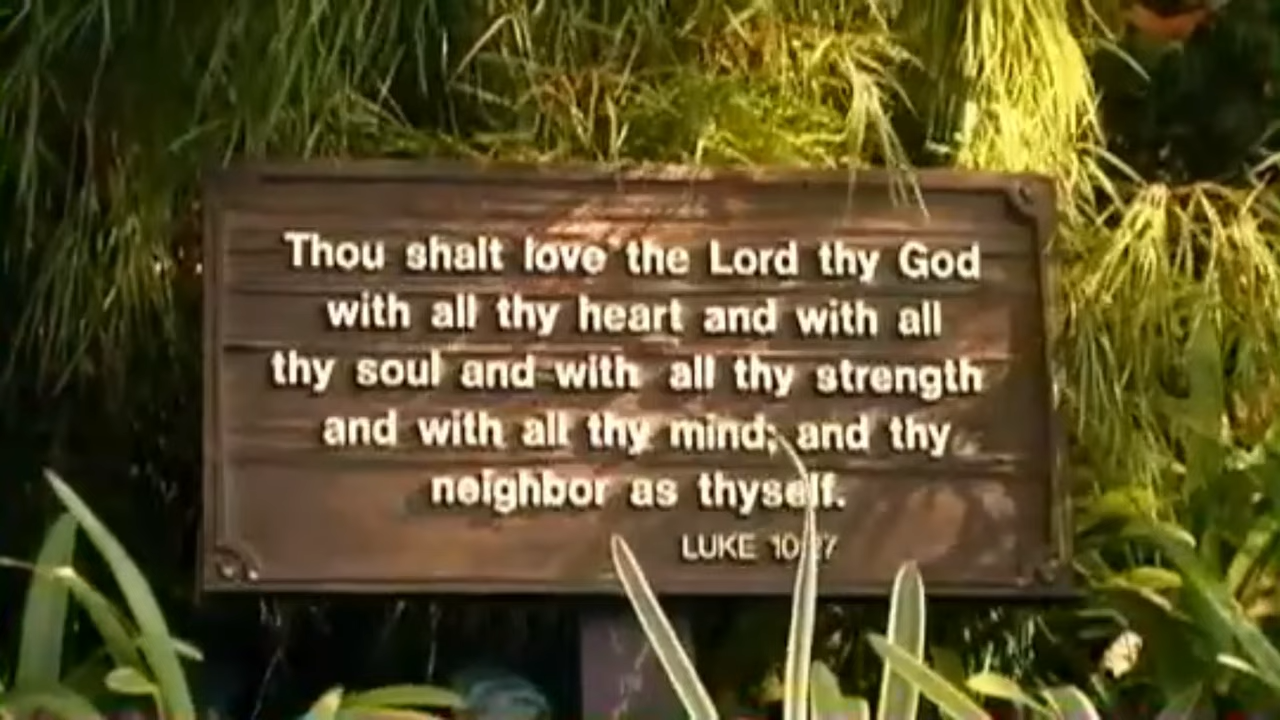 Thou shalt love the Lord thy God
with all thy heart and with all
thy soul and with all thy strength
and with all thy mind; and thy
neighbor as thyself.
LUKE 10:27